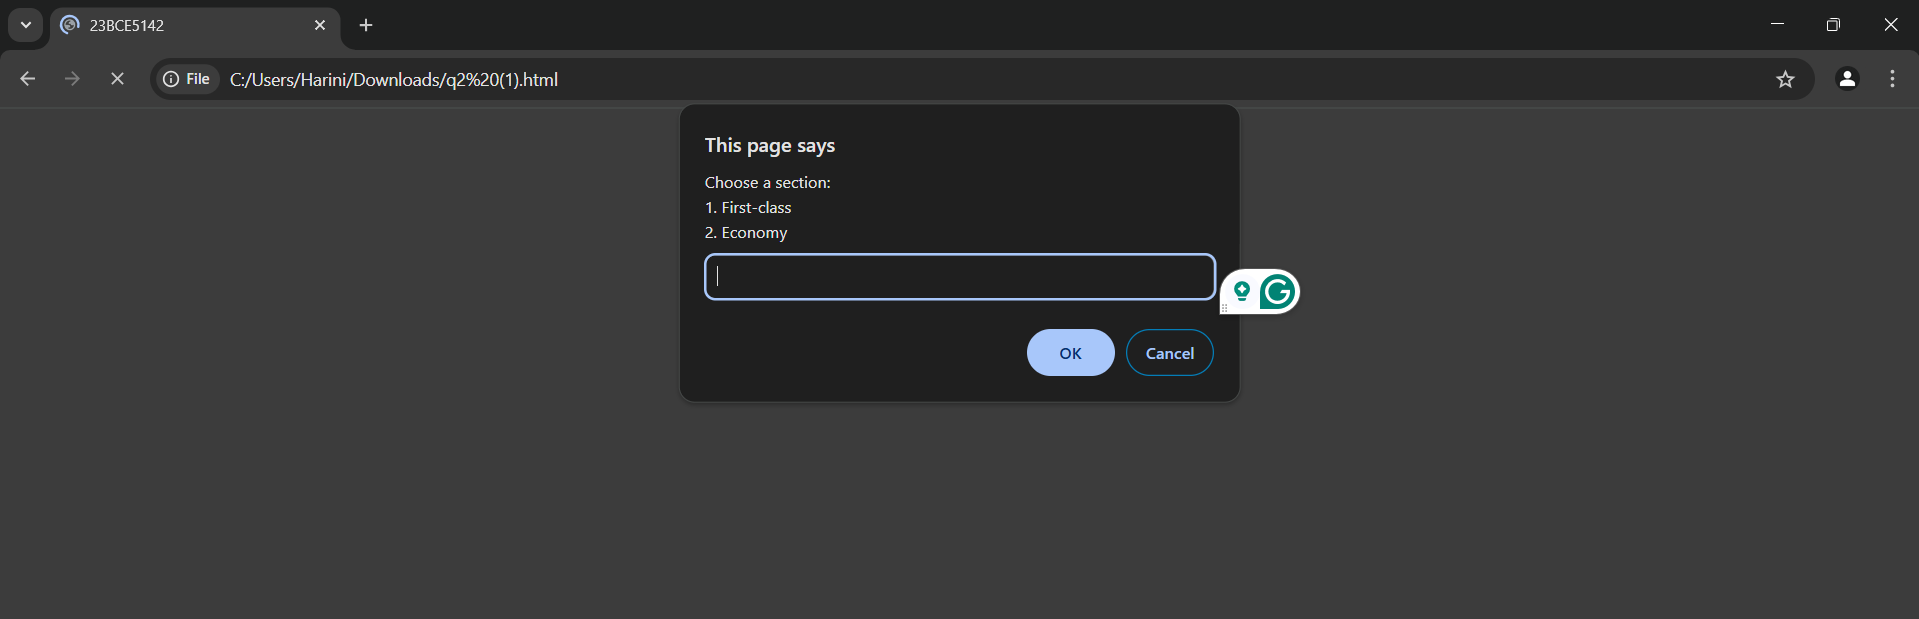 23BCE5142
File C:/Users/Harini/Downloads/q2%20(1).html
This page says
Choose a section:
1. First-class
2. Economy
OK Cancel